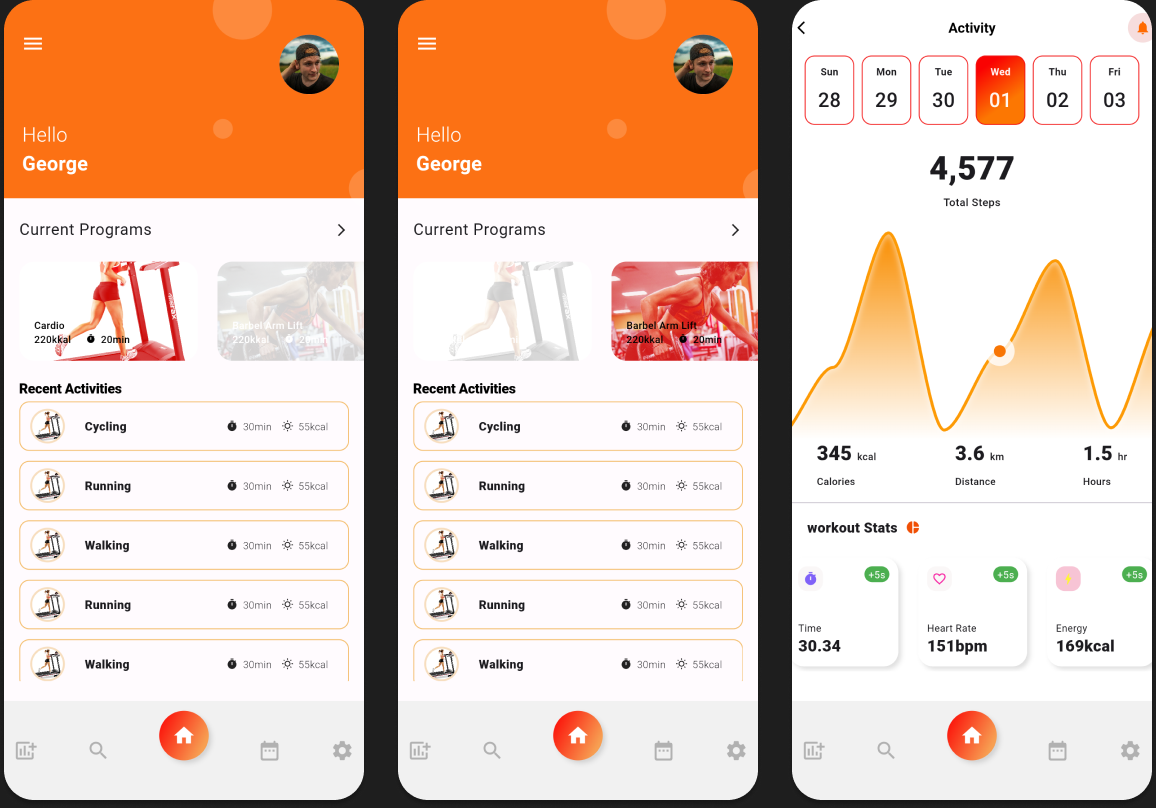 Hello
George
Current Programs
Cardio
220kkal 20min
Barbel Arm Lift
220kkal
Recent Activities
Cycling 30min 55kcal
Running 30min 55kcal
Walking 30min 55kcal
Running 30min 55kcal
Walking 30min 55kcal
Hello
George
Current Programs
Barbel Arm Lift
220kkal 20min
Recent Activities
Cycling 30min 55kcal
Running 30min 55kcal
Walking 30min 55kcal
Running 30min 55kcal
Walking 30min 55kcal
Activity
Sun Mon Tue Wed Thu Fri
28 29 30 01 02 03
4,577
Total Steps
345 kcal 3.6 km 1.5 hr
Calories Distance Hours
workout Stats
+5s +5s +5s
Time Heart Rate Energy
30.34 151bpm 169kcal